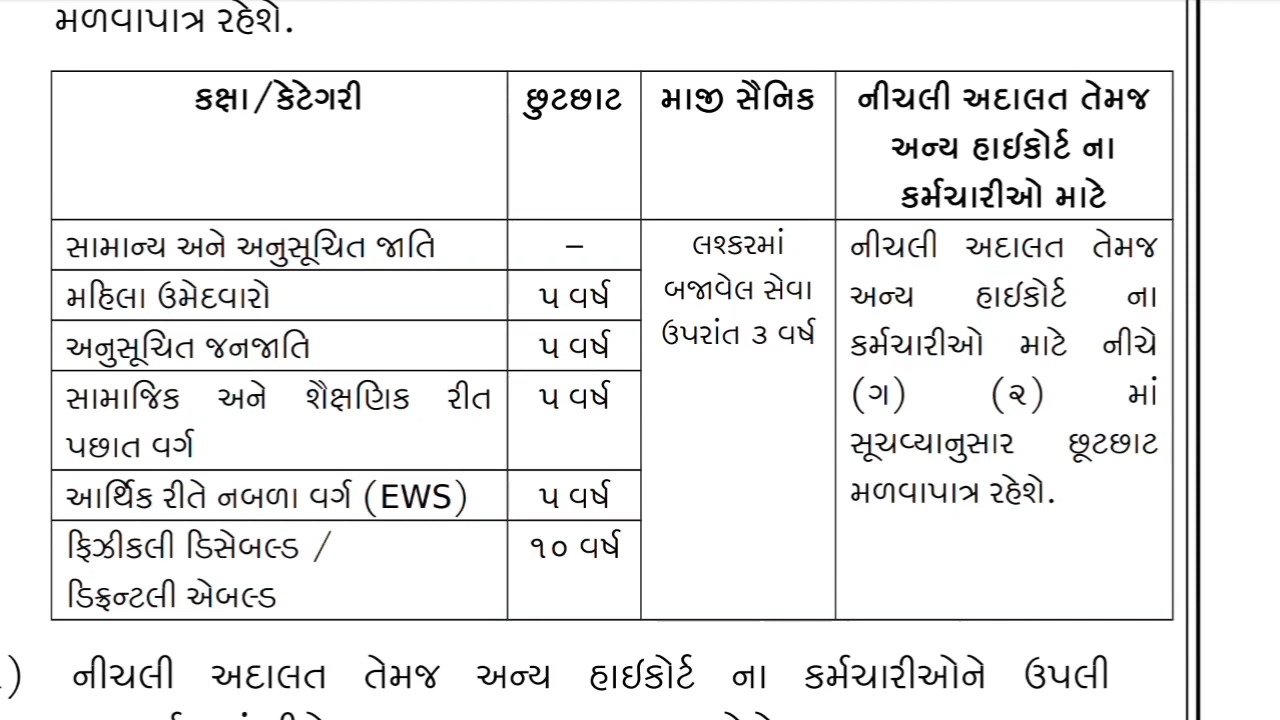 મળવાપાત્ર રહેશે.
કક્ષા/કેટેગરી
છુટછાટ
માજી સૈનિક
નીચલી અદાલત તેમજ
અન્ય હાઈકોર્ટ ના
કર્મચારીઓ માટે
સામાન્ય અને અનુસૂચિત જાતિ
–
મહિલા ઉમેદવારો
૫ વર્ષ
અનુસૂચિત જનજાતિ
૫ વર્ષ
સામાજિક અને શૈક્ષણિક રીત
પછાત વર્ગ
૫ વર્ષ
આર્થિક રીતે નબળા વર્ગ (EWS)
૫ વર્ષ
ફિઝીકલી ડિસેબલ્ડ /
ડિફ્રન્ટલી એબલ્ડ
૧૦ વર્ષ
લશ્કરમાં
બજાવેલ સેવા
ઉપરાંત ૩ વર્ષ
નીચલી અદાલત તેમજ
અન્ય હાઈકોર્ટ ના
કર્મચારીઓ માટે નીચે
(ગ) (૨) માં
સૂચવ્યાનુસાર છૂટછાટ
મળવાપાત્ર રહેશે.
) નીચલી અદાલત તેમજ અન્ય હાઈકોર્ટ ના કર્મચારીઓને ઉપલી